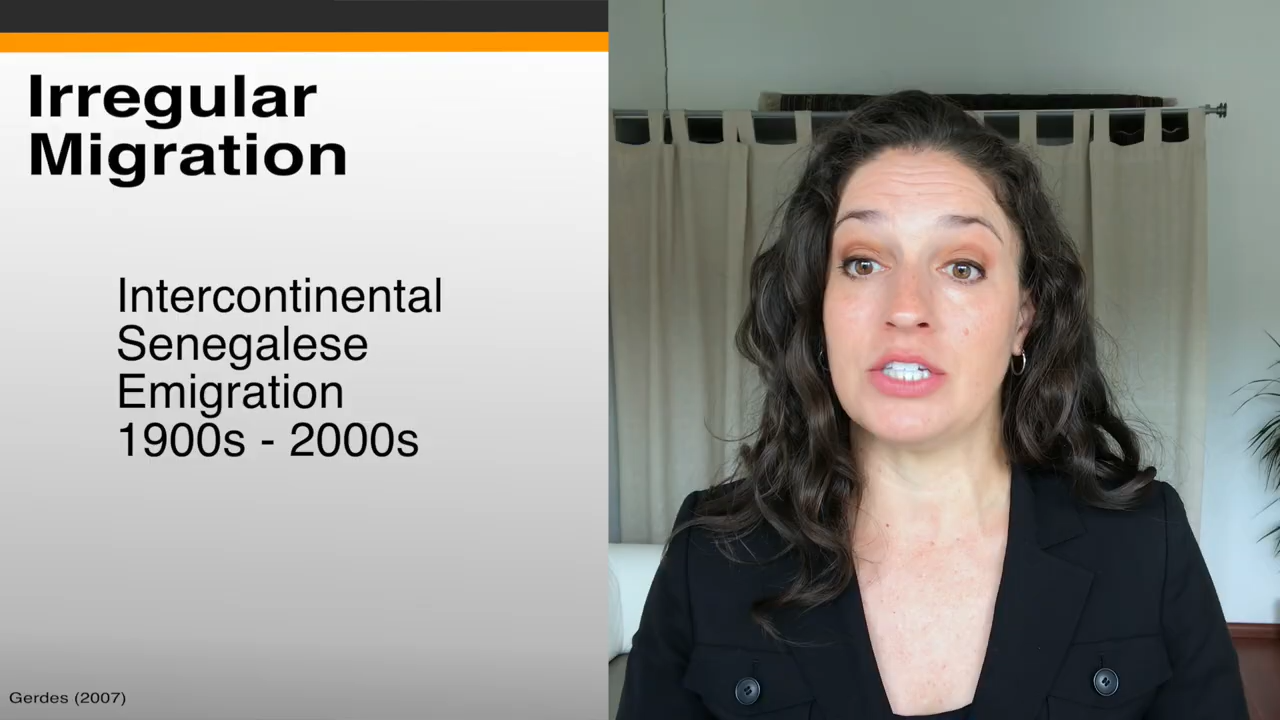 Irregular
Migration
Intercontinental
Senegalese
Emigration
1900s - 2000s
Gerdes (2007)